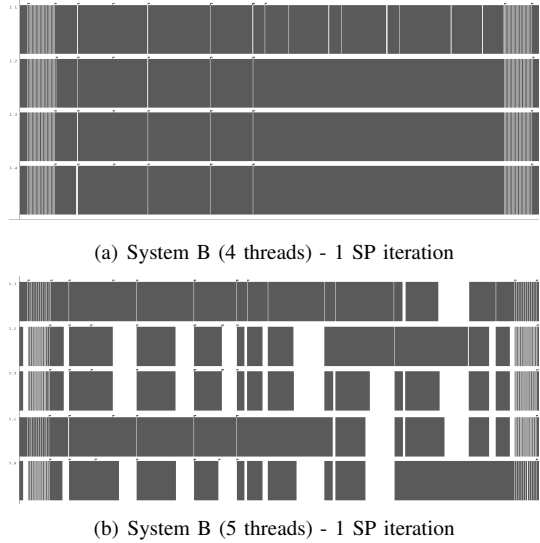 (a) System B (4 threads) - 1 SP iteration
(b) System B (5 threads) - 1 SP iteration